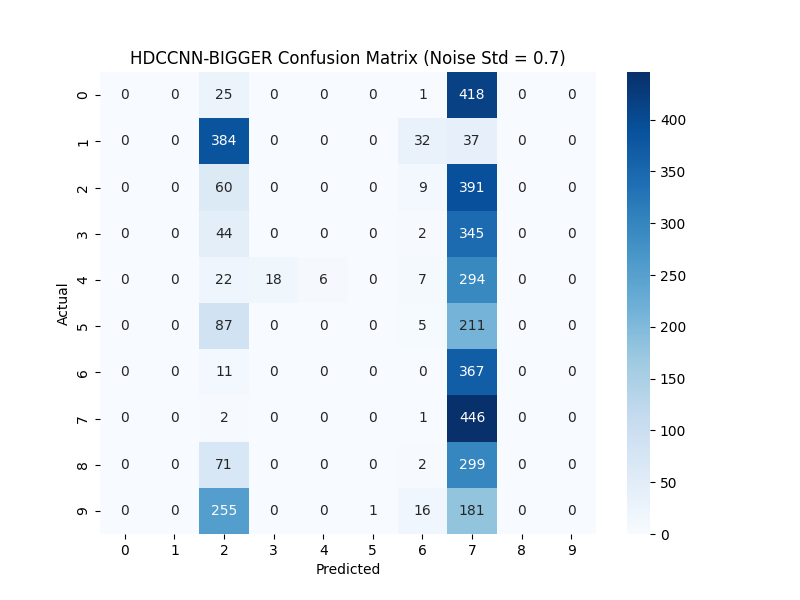 HDCCNN-BIGGER Confusion Matrix (Noise Std = 0.7)
0 0 0 25 0 0 0 1 418 0 0
1 0 0 384 0 0 0 32 37 0 0
2 0 0 60 0 0 0 9 391 0 0
3 0 0 44 0 0 0 2 345 0 0
4 0 0 22 18 6 0 7 294 0 0
5 0 0 87 0 0 0 5 211 0 0
6 0 0 11 0 0 0 0 367 0 0
7 0 0 2 0 0 0 1 446 0 0
8 0 0 71 0 0 0 2 299 0 0
9 0 0 255 0 0 1 16 181 0 0
0 1 2 3 4 5 6 7 8 9
Predicted
Actual
400
350
300
250
200
150
100
50
0